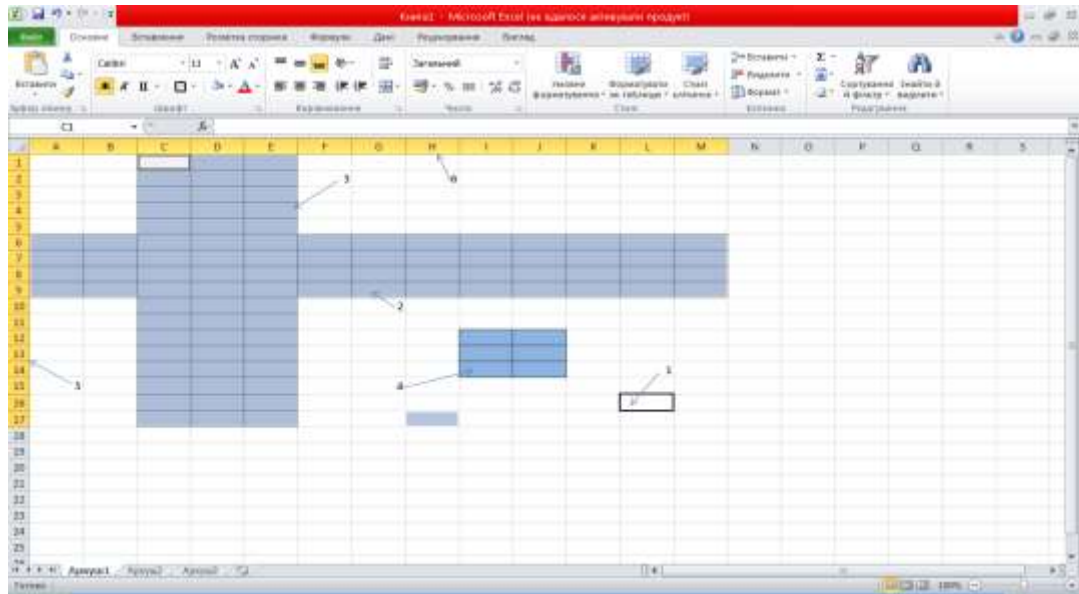 Книга1 - Microsoft Excel (не вдалося активувати продукт)
Файл Основне Вставлення Розмітка сторінки Формули Дані Рецензування Вигляд
Calibri 11 Загальний
Вставити
Ж К П
Умовне форматування
Форматувати як таблицю
Стилі клітинок
Вставити
Видалити
Формат
Сортування й фільтр
Знайти й виділити
Буфер обміну Шрифт Вирівнювання Число Стилі Клітинки Редагування
C1 fx
A B C D E F G H I J K L M N O P Q R S
1
2 3 6
3
4
5
6
7
8
9
10 2
11
12
13
14 1
15 4
16
17
18
19
20
21
22
23
24
25
Аркуш1 Аркуш2 Аркуш3
Готово 100%